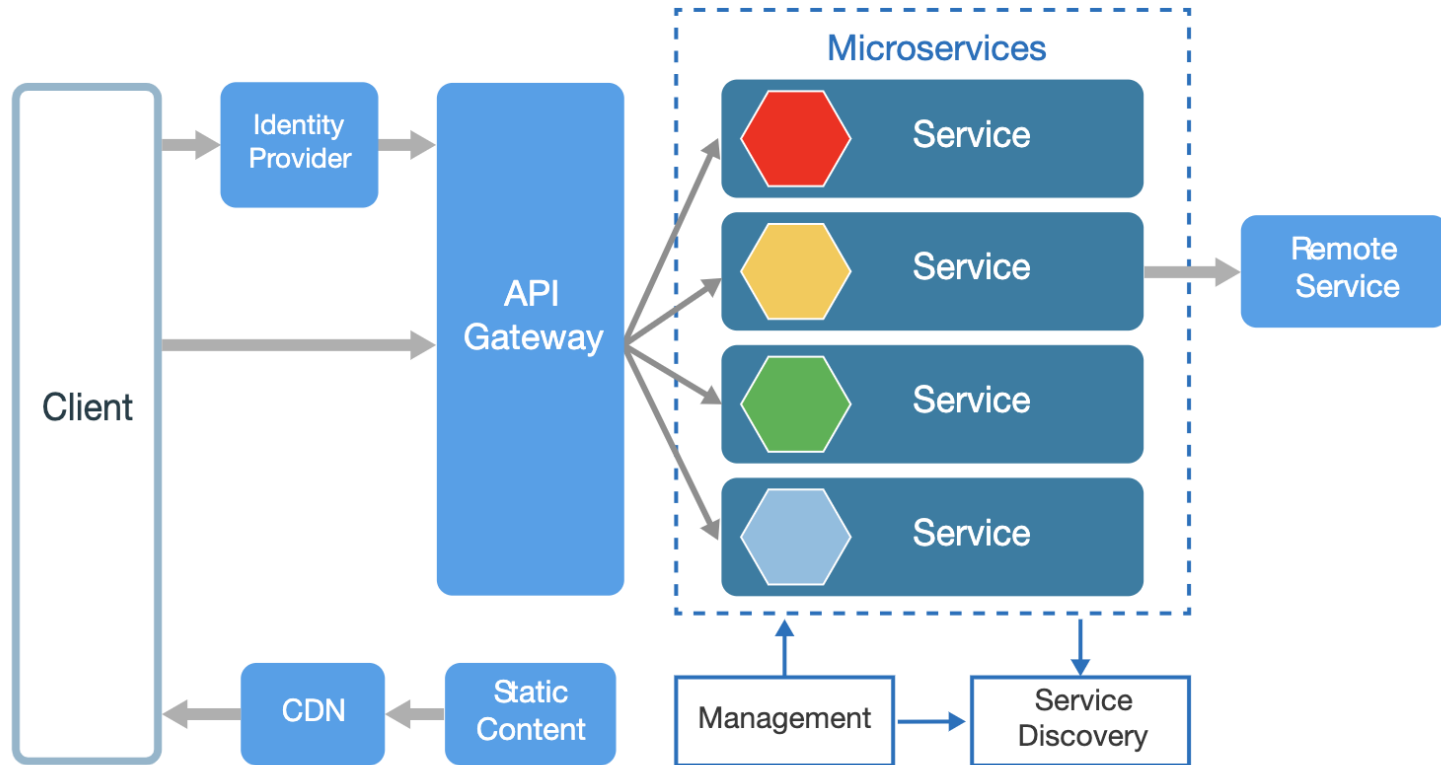 Microservices
Identity
Provider
Service
Service
Remote
Service
API
Gateway
Client
Service
Service
CDN
Static
Content
Management
Service
Discovery